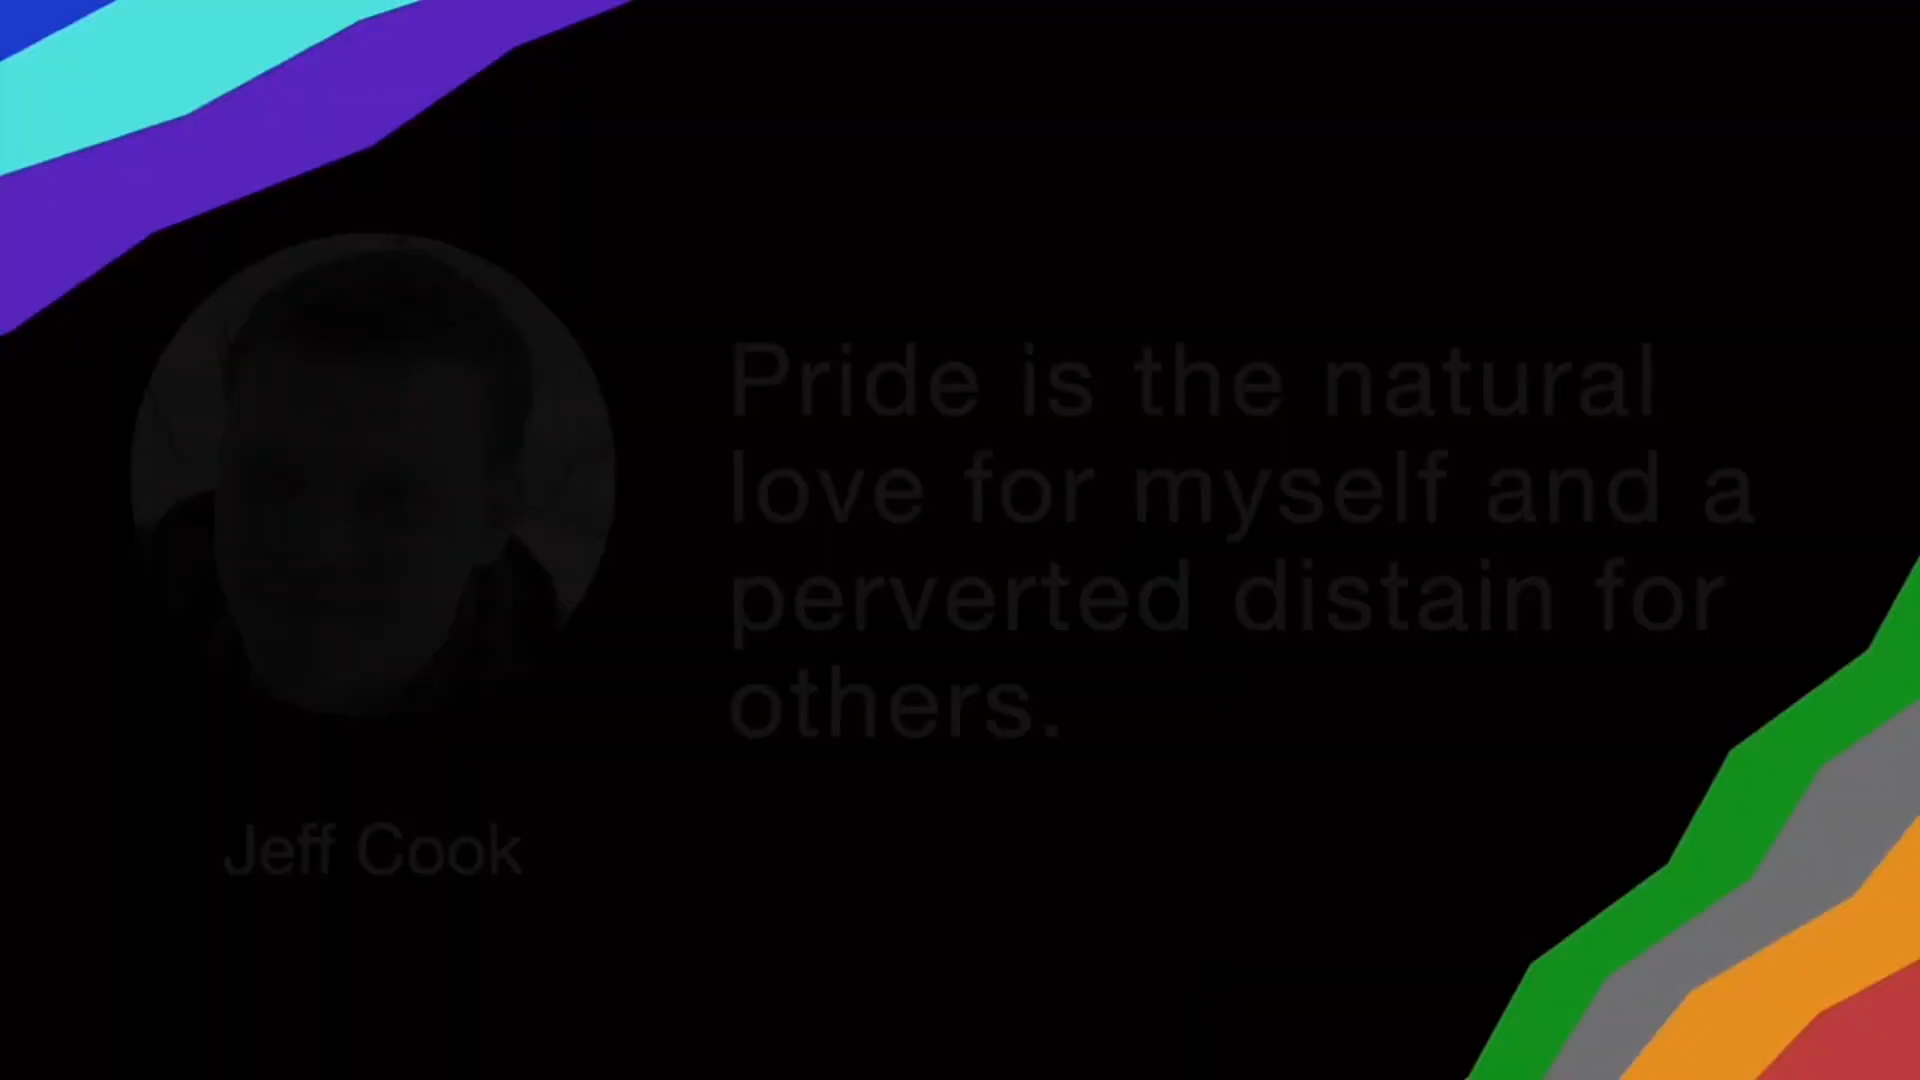 Pride is the natural
love for myself and a
perverted distain for
others.
Jeff Cook